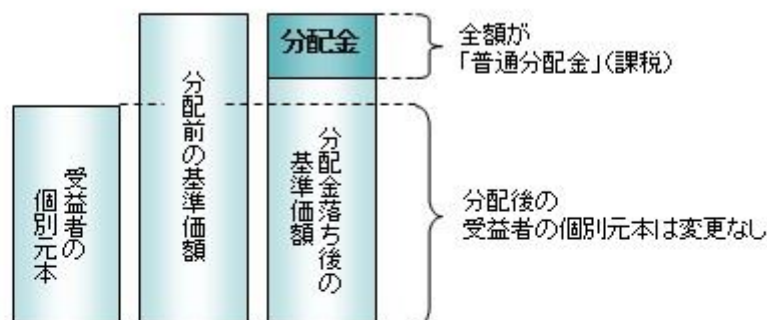 受益者の
個別元本
分配前の基準価額
分配金
分配金落ち後の
基準価額
全額が
「普通分配金」(課税)
分配後の
受益者の個別元本は変更なし